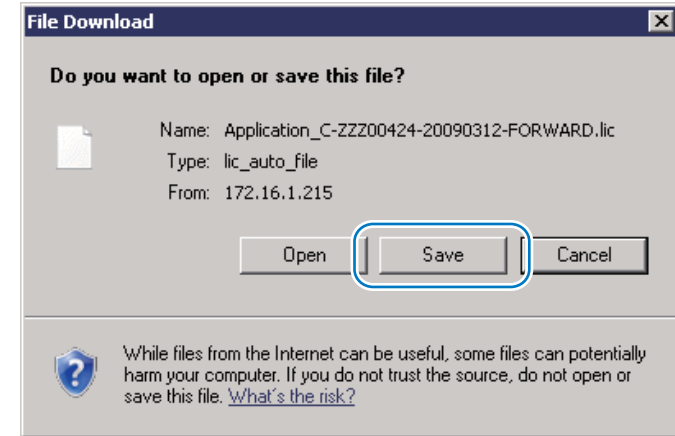 File Download
Do you want to open or save this file?
Name: Application_C-ZZZ00424-20090312-FORWARD.lic
Type: lic_auto_file
From: 172.16.1.215
Open Save Cancel
While files from the Internet can be useful, some files can potentially
harm your computer. If you do not trust the source, do not open or
save this file. What's the risk?